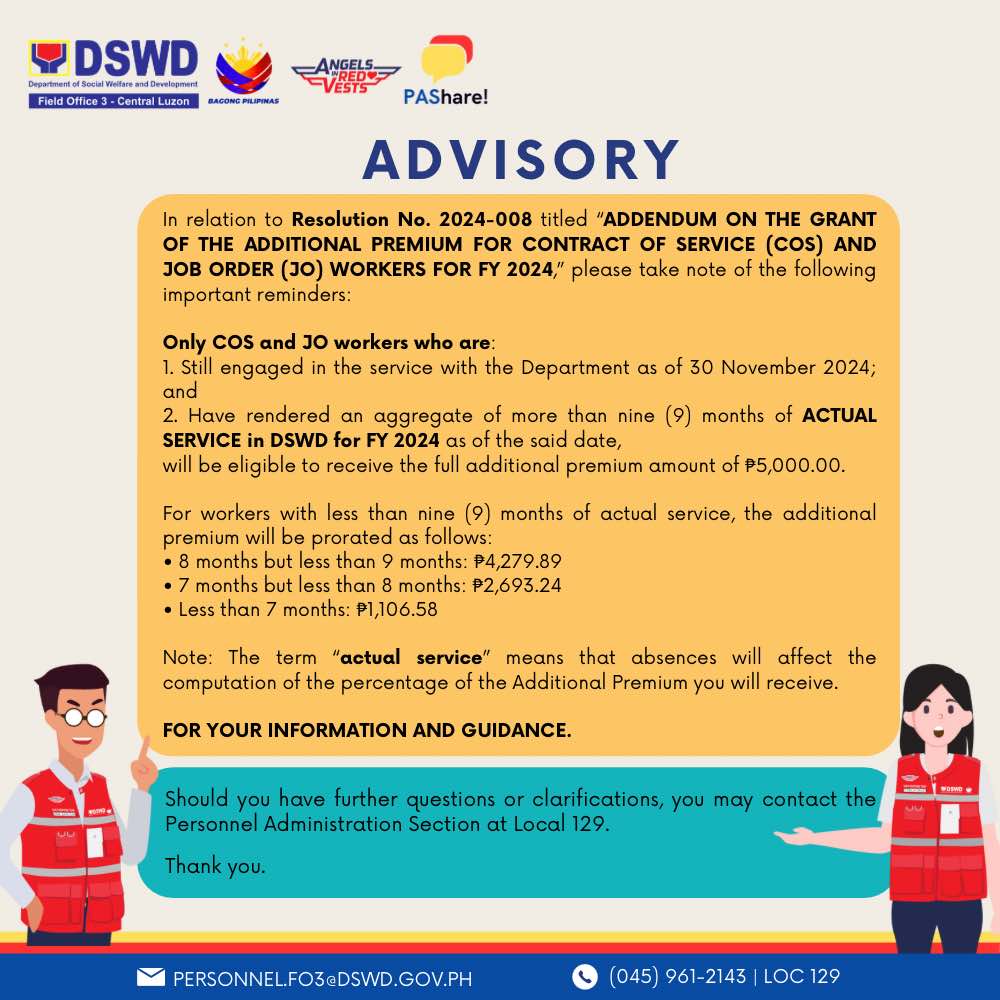 DSWD
Department of Social Welfare and Development
Field Office 3 - Central Luzon
BAGONG PILIPINAS
ANGELS
IN RED
VESTS
PAShare!
ADVISORY
In relation to Resolution No. 2024-008 titled “ADDENDUM ON THE GRANT
OF THE ADDITIONAL PREMIUM FOR CONTRACT OF SERVICE (COS) AND
JOB ORDER (JO) WORKERS FOR FY 2024,” please take note of the following
important reminders:
Only COS and JO workers who are:
1. Still engaged in the service with the Department as of 30 November 2024;
and
2. Have rendered an aggregate of more than nine (9) months of ACTUAL
SERVICE in DSWD for FY 2024 as of the said date,
will be eligible to receive the full additional premium amount of ₱5,000.00.
For workers with less than nine (9) months of actual service, the additional
premium will be prorated as follows:
• 8 months but less than 9 months: ₱4,279.89
• 7 months but less than 8 months: ₱2,693.24
• Less than 7 months: ₱1,106.58
Note: The term “actual service” means that absences will affect the
computation of the percentage of the Additional Premium you will receive.
FOR YOUR INFORMATION AND GUIDANCE.
Should you have further questions or clarifications, you may contact the
Personnel Administration Section at Local 129.
Thank you.
DSWD
DSWD
PERSONNEL.FO3@DSWD.GOV.PH
(045) 961-2143 | LOC 129